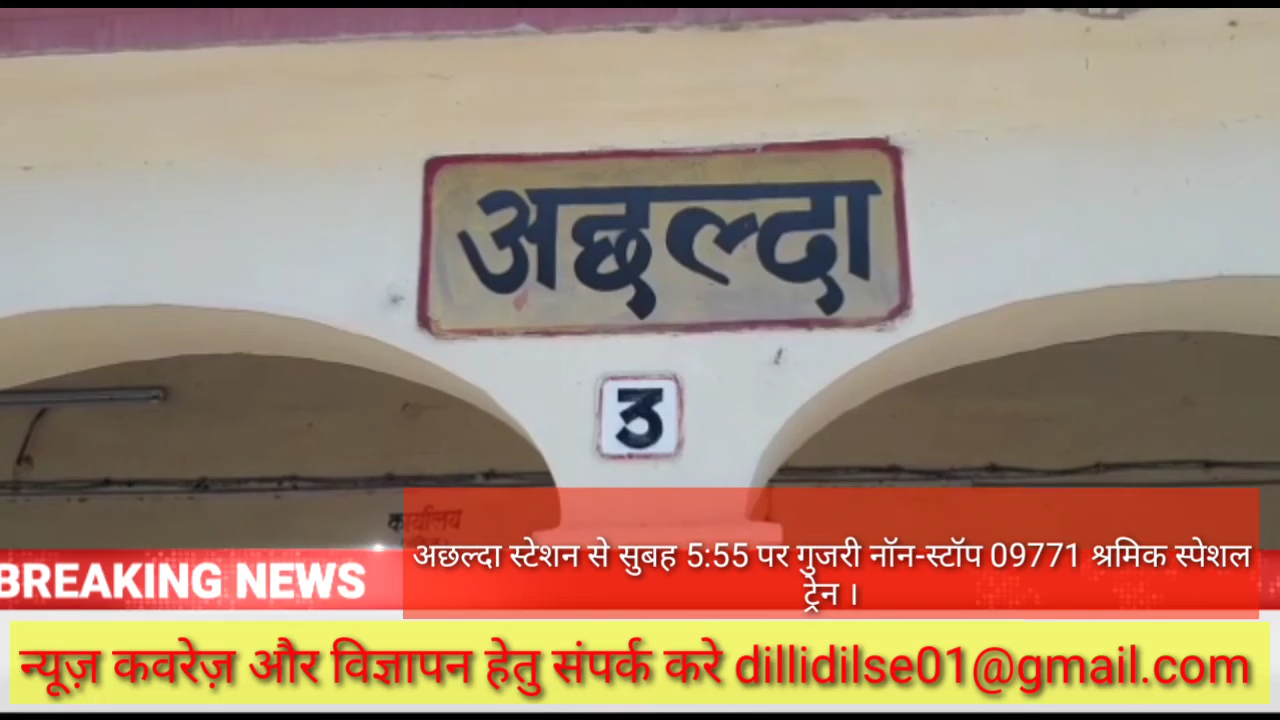 अछल्दा
3
कार्यालय
अछल्दा स्टेशन से सुबह 5:55 पर गुजरी नॉन-स्टॉप 09771 श्रमिक स्पेशल
ट्रेन ।
BREAKING NEWS
न्यूज़ कवरेज़ और विज्ञापन हेतु संपर्क करे dillidilse01@gmail.com